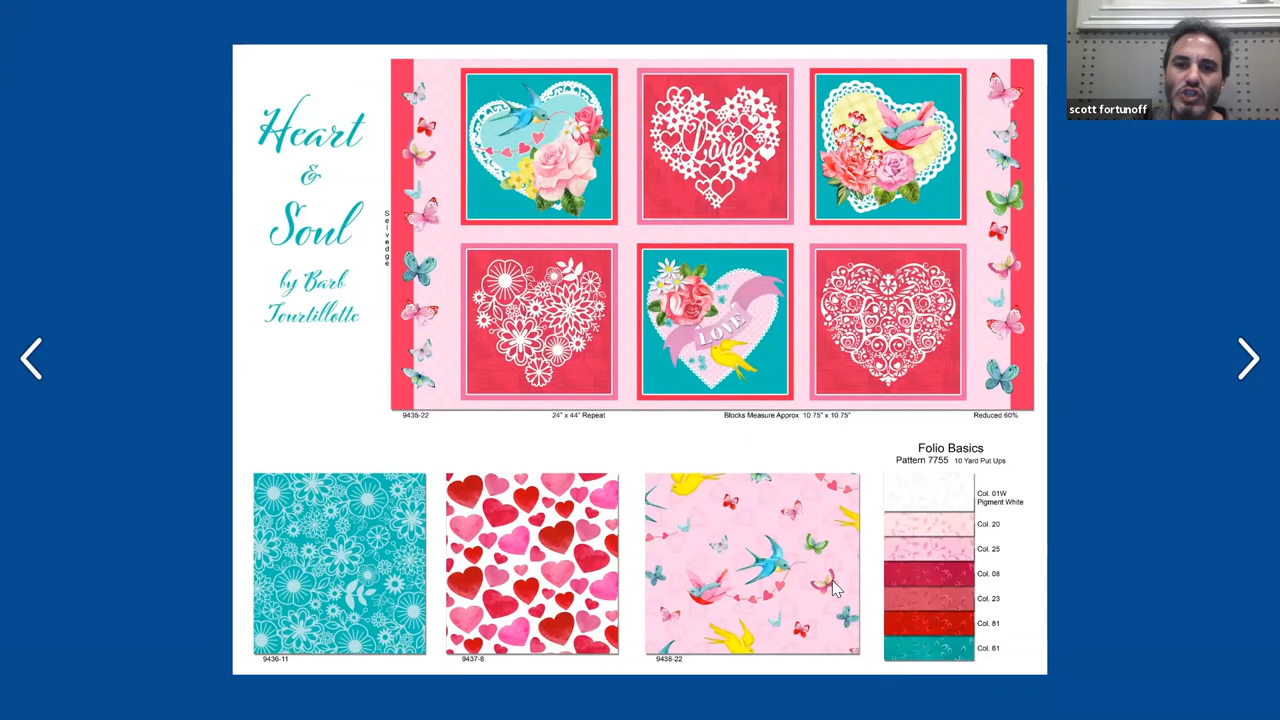 scott fortunoff
Heart
&
Soul
by Barb
Tourtillotte
Selvedge
Love
LOVE
9435-22
24" x 44" Repeat
Blocks Measure Approx 10.75" x 10.75"
Reduced 60%
Folio Basics
Pattern 7755 10 Yard Put Ups
Col. 01W
Pigment White
Col. 20
Col. 25
Col. 08
Col. 23
Col. 81
Col. 61
9436-11
9437-8
9438-22